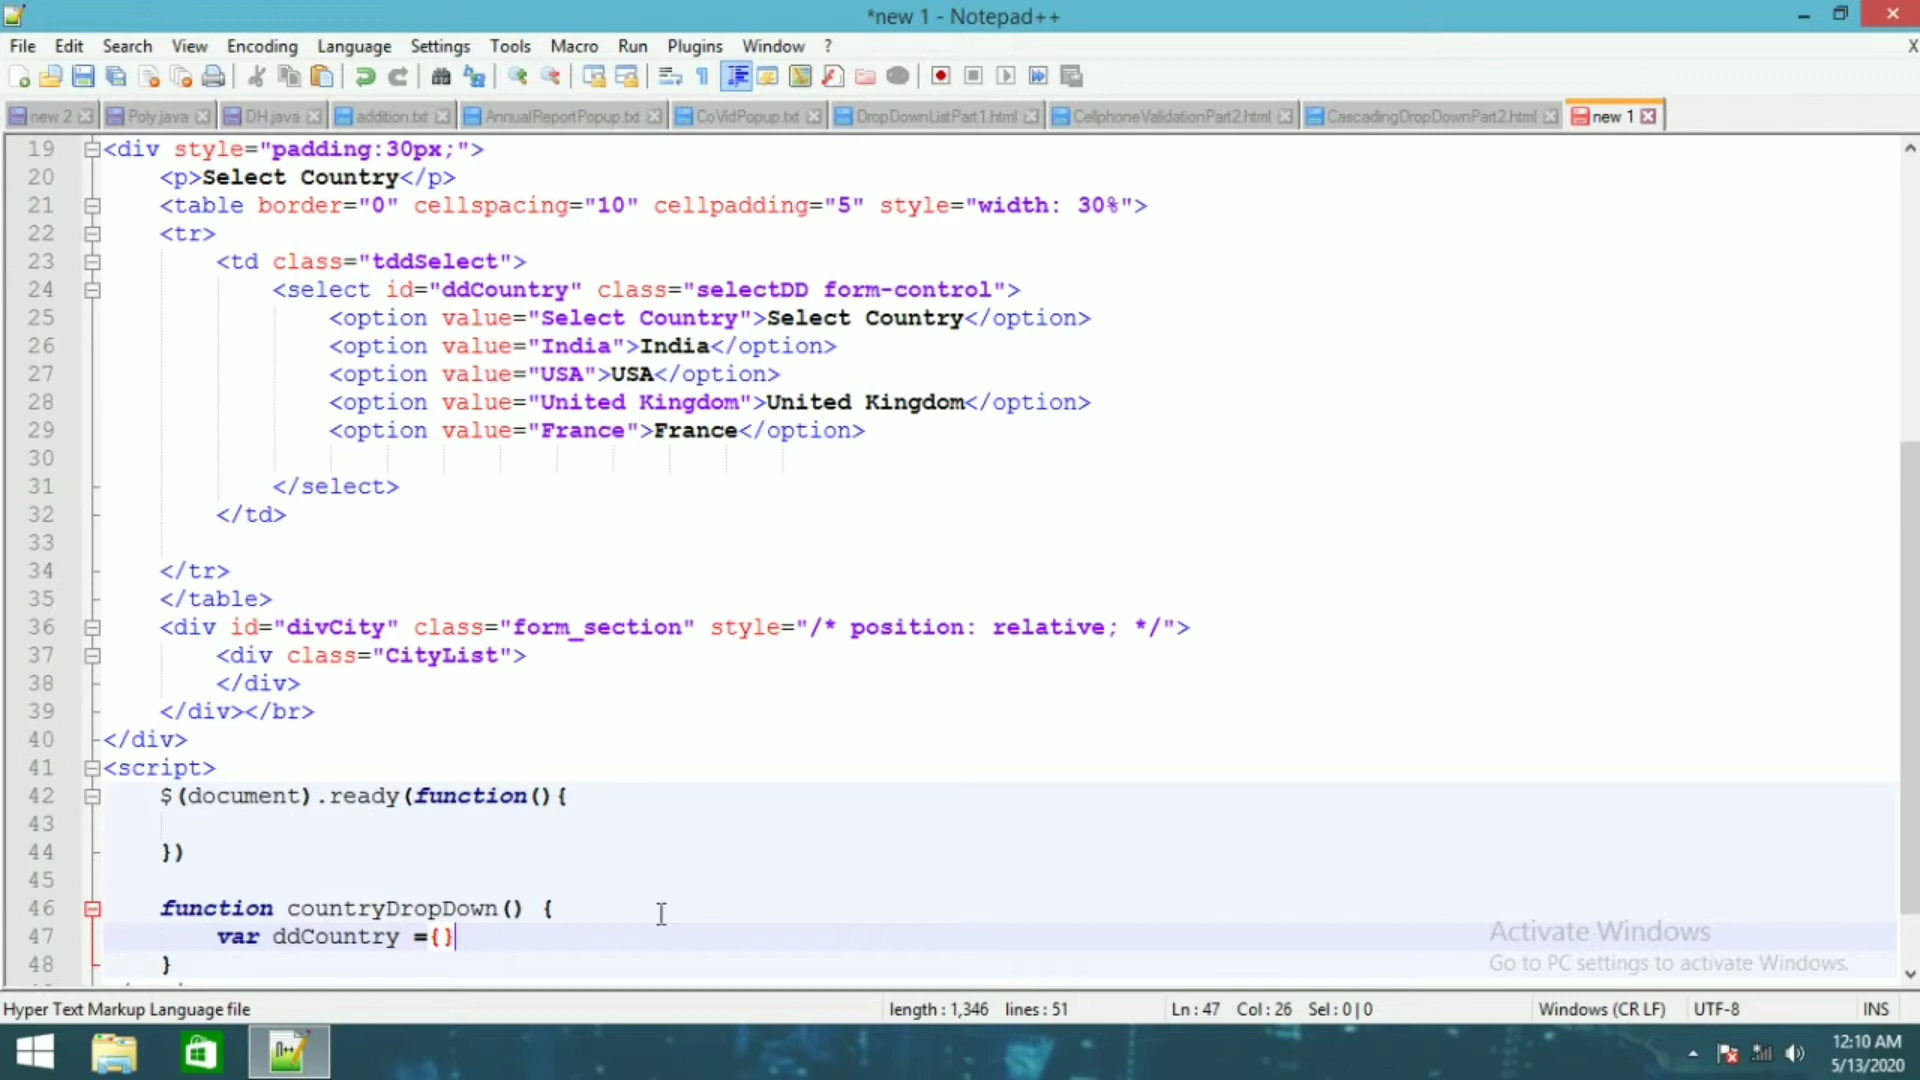 *new 1 - Notepad++
File Edit Search View Encoding Language Settings Tools Macro Run Plugins Window ? X
new 2 Poly.java DH.java addition.txt AnnualReportPopup.txt CoVidPopup.txt DropDownListPart1.html CellphoneValidationPart2.html CascadingDropDownPart2.html new 1
19 <div style="padding:30px;">
20 <p>Select Country</p>
21 <table border="0" cellspacing="10" cellpadding="5" style="width: 30%">
22 <tr>
23 <td class="tddSelect">
24 <select id="ddCountry" class="selectDD form-control">
25 <option value="Select Country">Select Country</option>
26 <option value="India">India</option>
27 <option value="USA">USA</option>
28 <option value="United Kingdom">United Kingdom</option>
29 <option value="France">France</option>
30
31 </select>
32 </td>
33
34 </tr>
35 </table>
36 <div id="divCity" class="form_section" style="/* position: relative; */">
37 <div class="CityList">
38 </div>
39 </div></br>
40 </div>
41 <script>
42 $(document).ready(function(){
43
44 })
45
46 function countryDropDown() {
47 var ddCountry ={}
48 }
Activate Windows
Go to PC settings to activate Windows.
Hyper Text Markup Language file length : 1,346 lines : 51 Ln : 47 Col : 26 Sel : 0 | 0 Windows (CR LF) UTF-8 INS
12:10 AM
5/13/2020